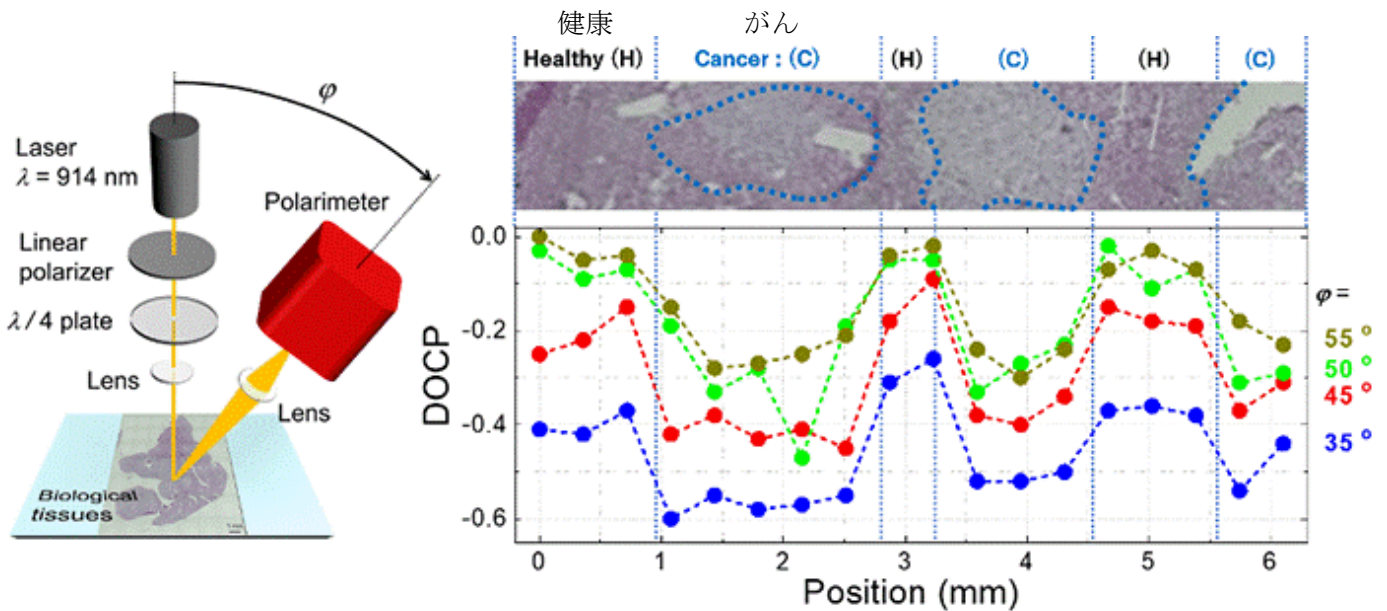 健康
がん
Healthy (H)
Cancer : (C)
(H)
(C)
(H)
(C)
φ
Laser
λ = 914 nm
Polarimeter
Linear
polarizer
λ / 4 plate
Lens
Lens
Biological
tissues
DOCP
0.0
-0.2
-0.4
-0.6
0
1
2
3
4
5
6
Position (mm)
φ =
55 °
50 °
45 °
35 °